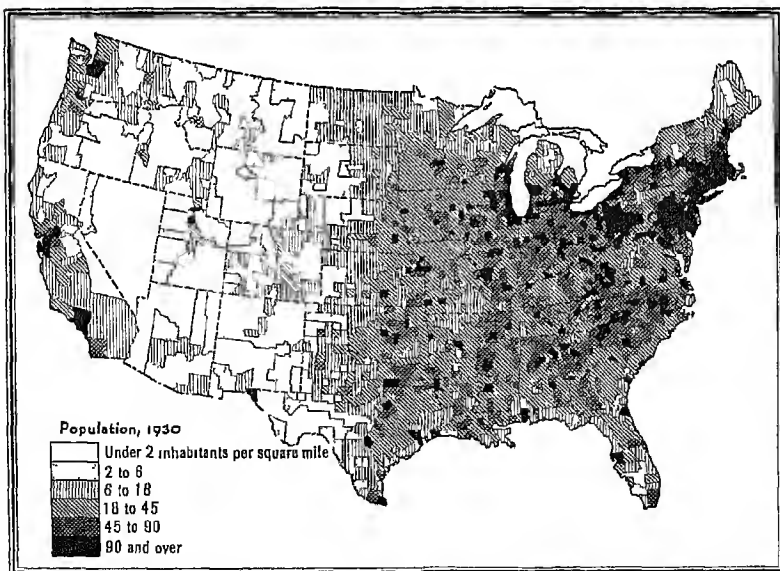 Population, 1930
Under 2 inhabitants per square mile
2 to 6
6 to 18
18 to 45
45 to 90
90 and over